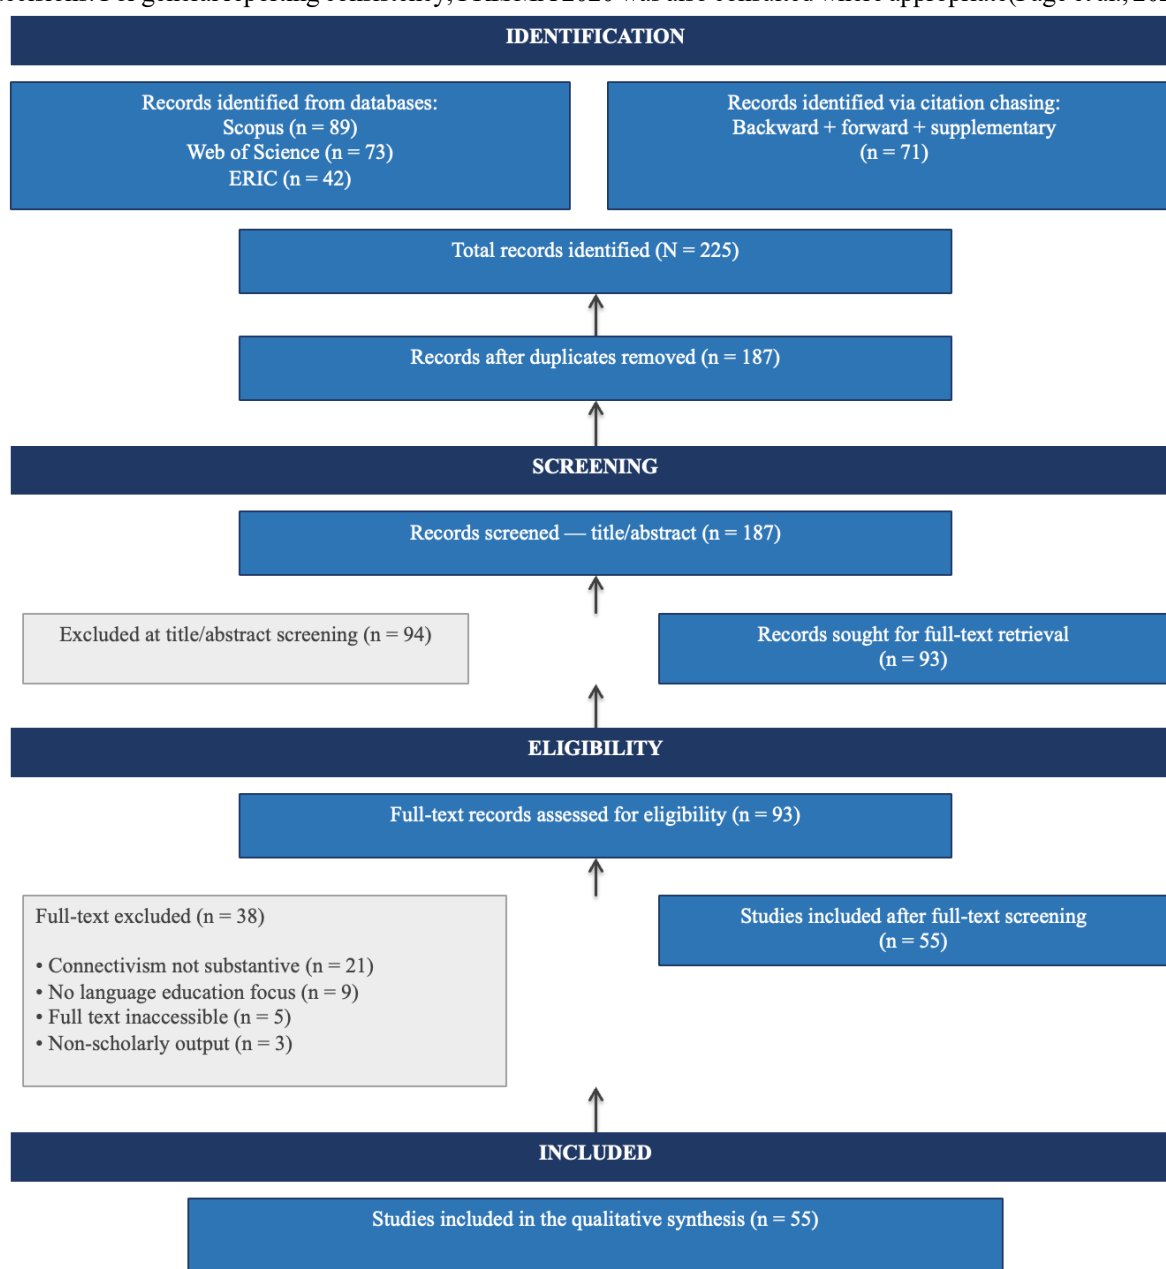 IDENTIFICATION
Records identified from databases:
Scopus (n = 89)
Web of Science (n = 73)
ERIC (n = 42)
Records identified via citation chasing:
Backward + forward + supplementary
(n = 71)
Total records identified (N = 225)
Records after duplicates removed (n = 187)
SCREENING
Records screened — title/abstract (n = 187)
Excluded at title/abstract screening (n = 94)
Records sought for full-text retrieval
(n = 93)
ELIGIBILITY
Full-text records assessed for eligibility (n = 93)
Full-text excluded (n = 38)
• Connectivism not substantive (n = 21)
• No language education focus (n = 9)
• Full text inaccessible (n = 5)
• Non-scholarly output (n = 3)
Studies included after full-text screening
(n = 55)
INCLUDED
Studies included in the qualitative synthesis (n = 55)